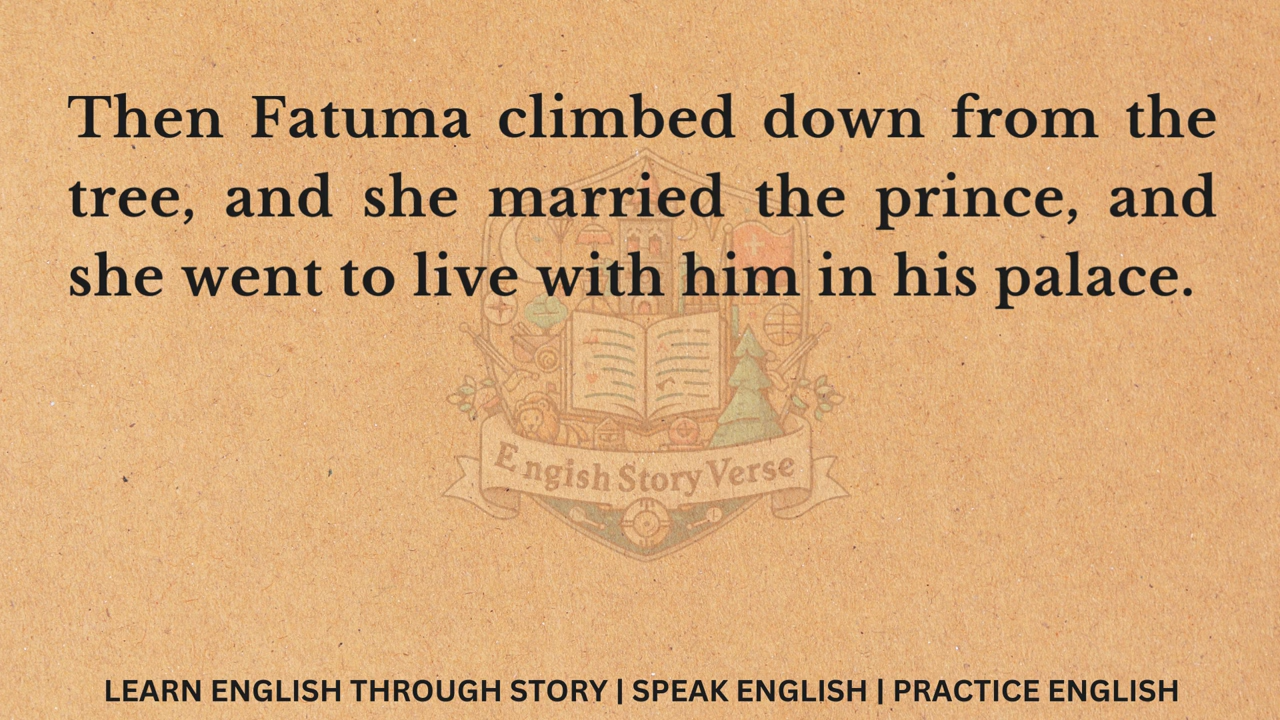 Then Fatuma climbed down from the
tree, and she married the prince, and
she went to live with him in his palace.
Engish Story Verse
LEARN ENGLISH THROUGH STORY | SPEAK ENGLISH | PRACTICE ENGLISH